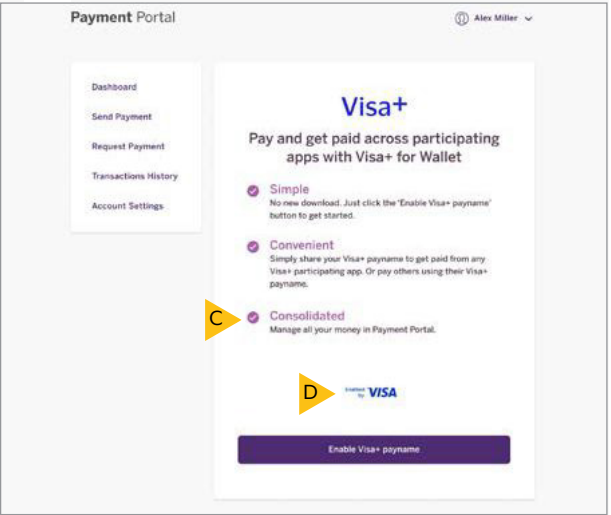 Payment Portal
Alex Miller
Dashboard
Send Payment
Request Payment
Transactions History
Account Settings
Visa+
Pay and get paid across participating
apps with Visa+ for Wallet
Simple
No new download. Just click the 'Enable Visa+ payname'
button to get started.
Convenient
Simply share your Visa+ payname to get paid from any
Visa+ participating app. Or pay others using their Visa+
payname.
C
Consolidated
Manage all your money in Payment Portal.
D
Enabled
by VISA
Enable Visa+ payname